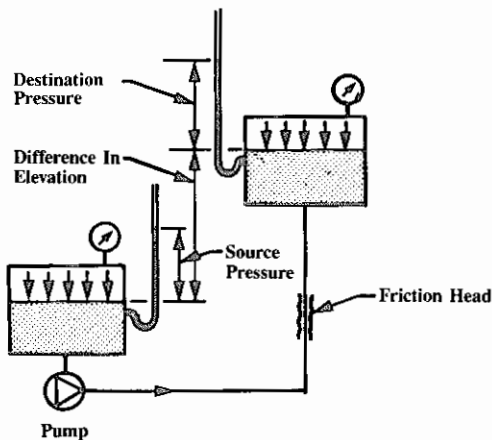 Destination
Pressure
Difference In
Elevation
Source
Pressure
Friction Head
Pump